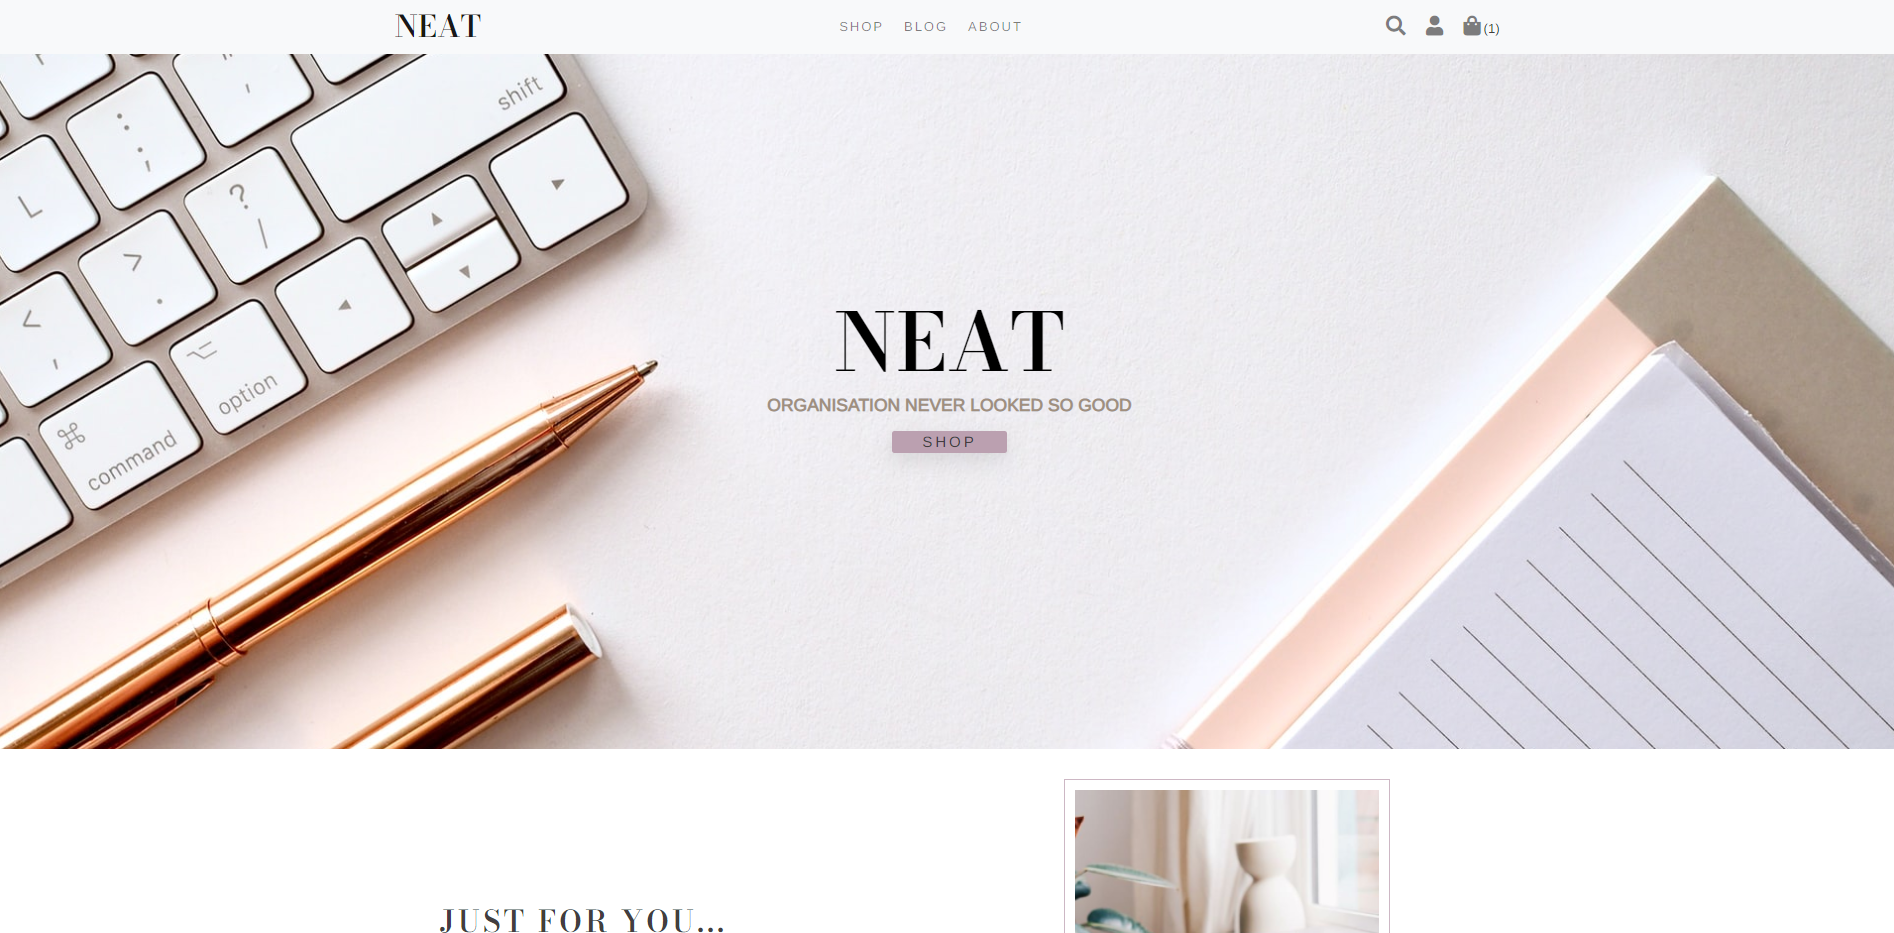 NEAT
SHOP BLOG ABOUT
(1)
shift
L
?
/
>
.
<
,
option
command
NEAT
ORGANISATION NEVER LOOKED SO GOOD
SHOP
JUST FOR YOU...